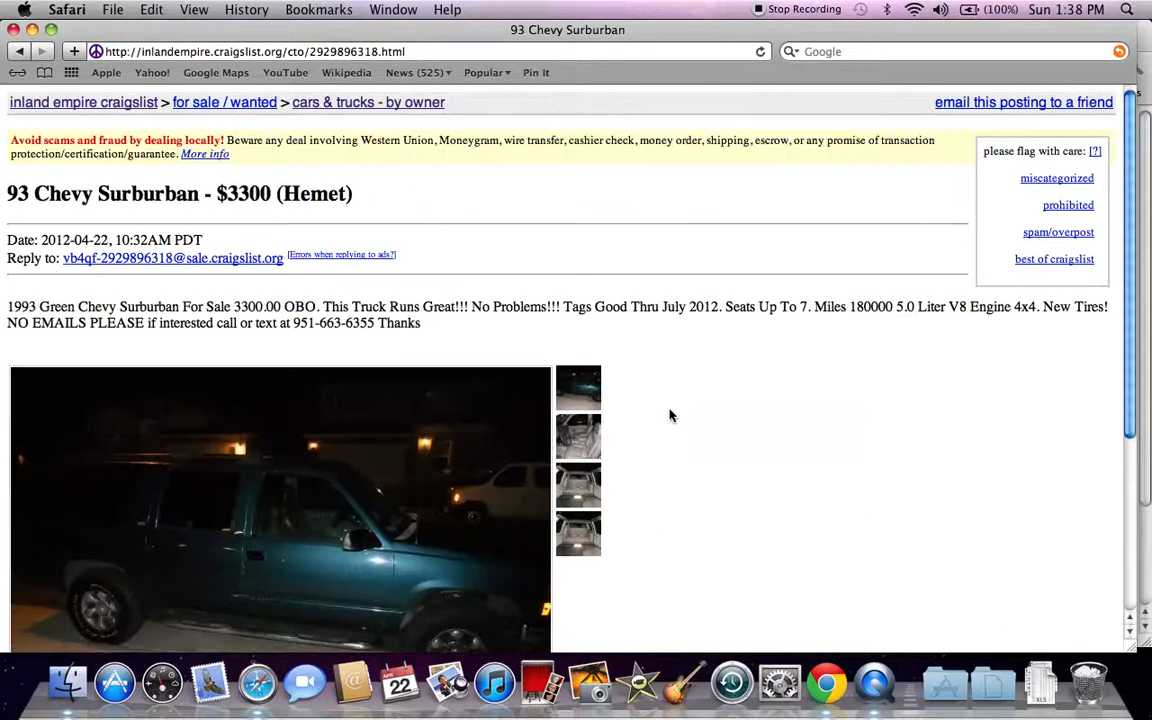 Safari File Edit View History Bookmarks Window Help Stop Recording (100%) Sun 1:38 PM
93 Chevy Surburban
http://inlandempire.craigslist.org/cto/2929896318.html Google
Apple Yahoo! Google Maps YouTube Wikipedia News (525) Popular Pin It
inland empire craigslist > for sale / wanted > cars & trucks - by owner email this posting to a friend
Avoid scams and fraud by dealing locally! Beware any deal involving Western Union, Moneygram, wire transfer, cashier check, money order, shipping, escrow, or any promise of transaction
protection/certification/guarantee. More info
please flag with care: [?]
miscategorized
prohibited
spam/overpost
best of craigslist
93 Chevy Surburban - $3300 (Hemet)
Date: 2012-04-22, 10:32AM PDT
Reply to: vb4qf-2929896318@sale.craigslist.org [Errors when replying to ads?]
1993 Green Chevy Surburban For Sale 3300.00 OBO. This Truck Runs Great!!! No Problems!!! Tags Good Thru July 2012. Seats Up To 7. Miles 180000 5.0 Liter V8 Engine 4x4. New Tires!
NO EMAILS PLEASE if interested call or text at 951-663-6355 Thanks
APR
22
XLS